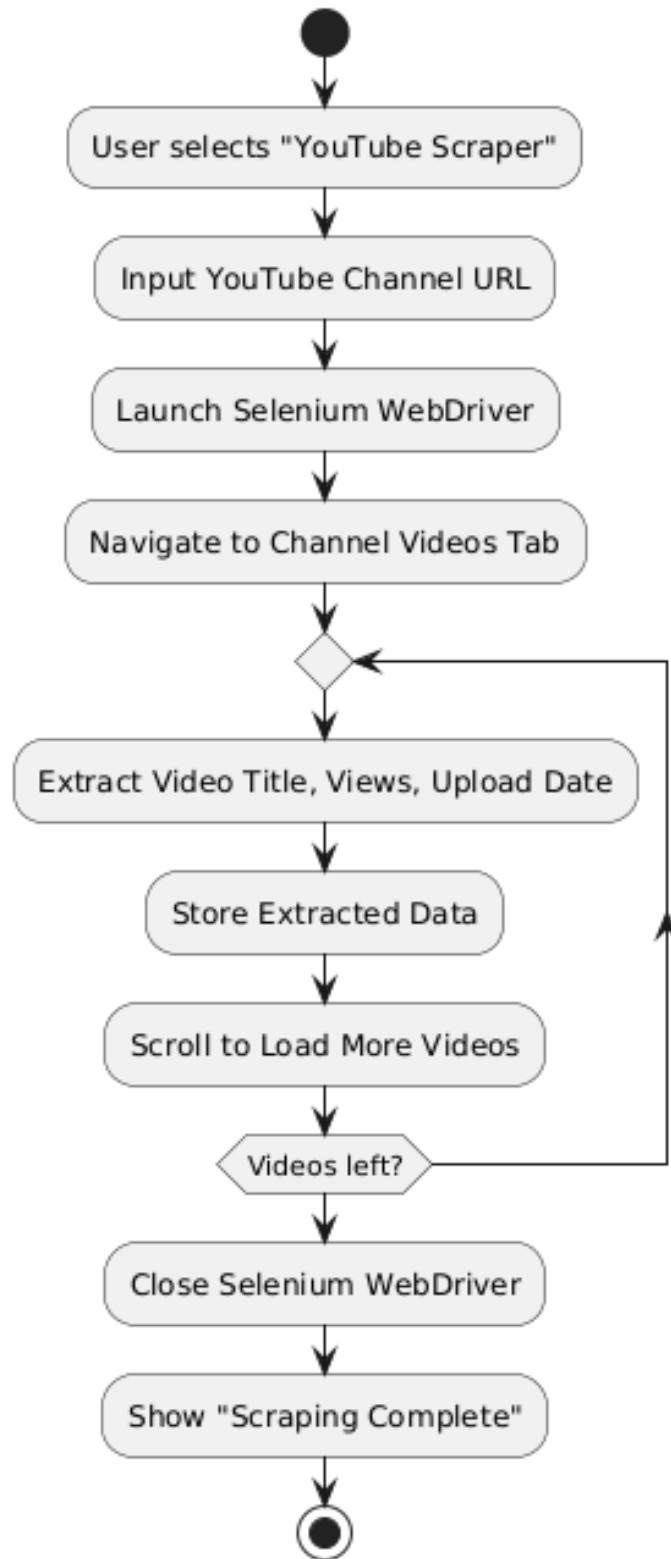 User selects "YouTube Scraper"
Input YouTube Channel URL
Launch Selenium WebDriver
Navigate to Channel Videos Tab
Extract Video Title, Views, Upload Date
Store Extracted Data
Scroll to Load More Videos
Videos left?
Close Selenium WebDriver
Show "Scraping Complete"